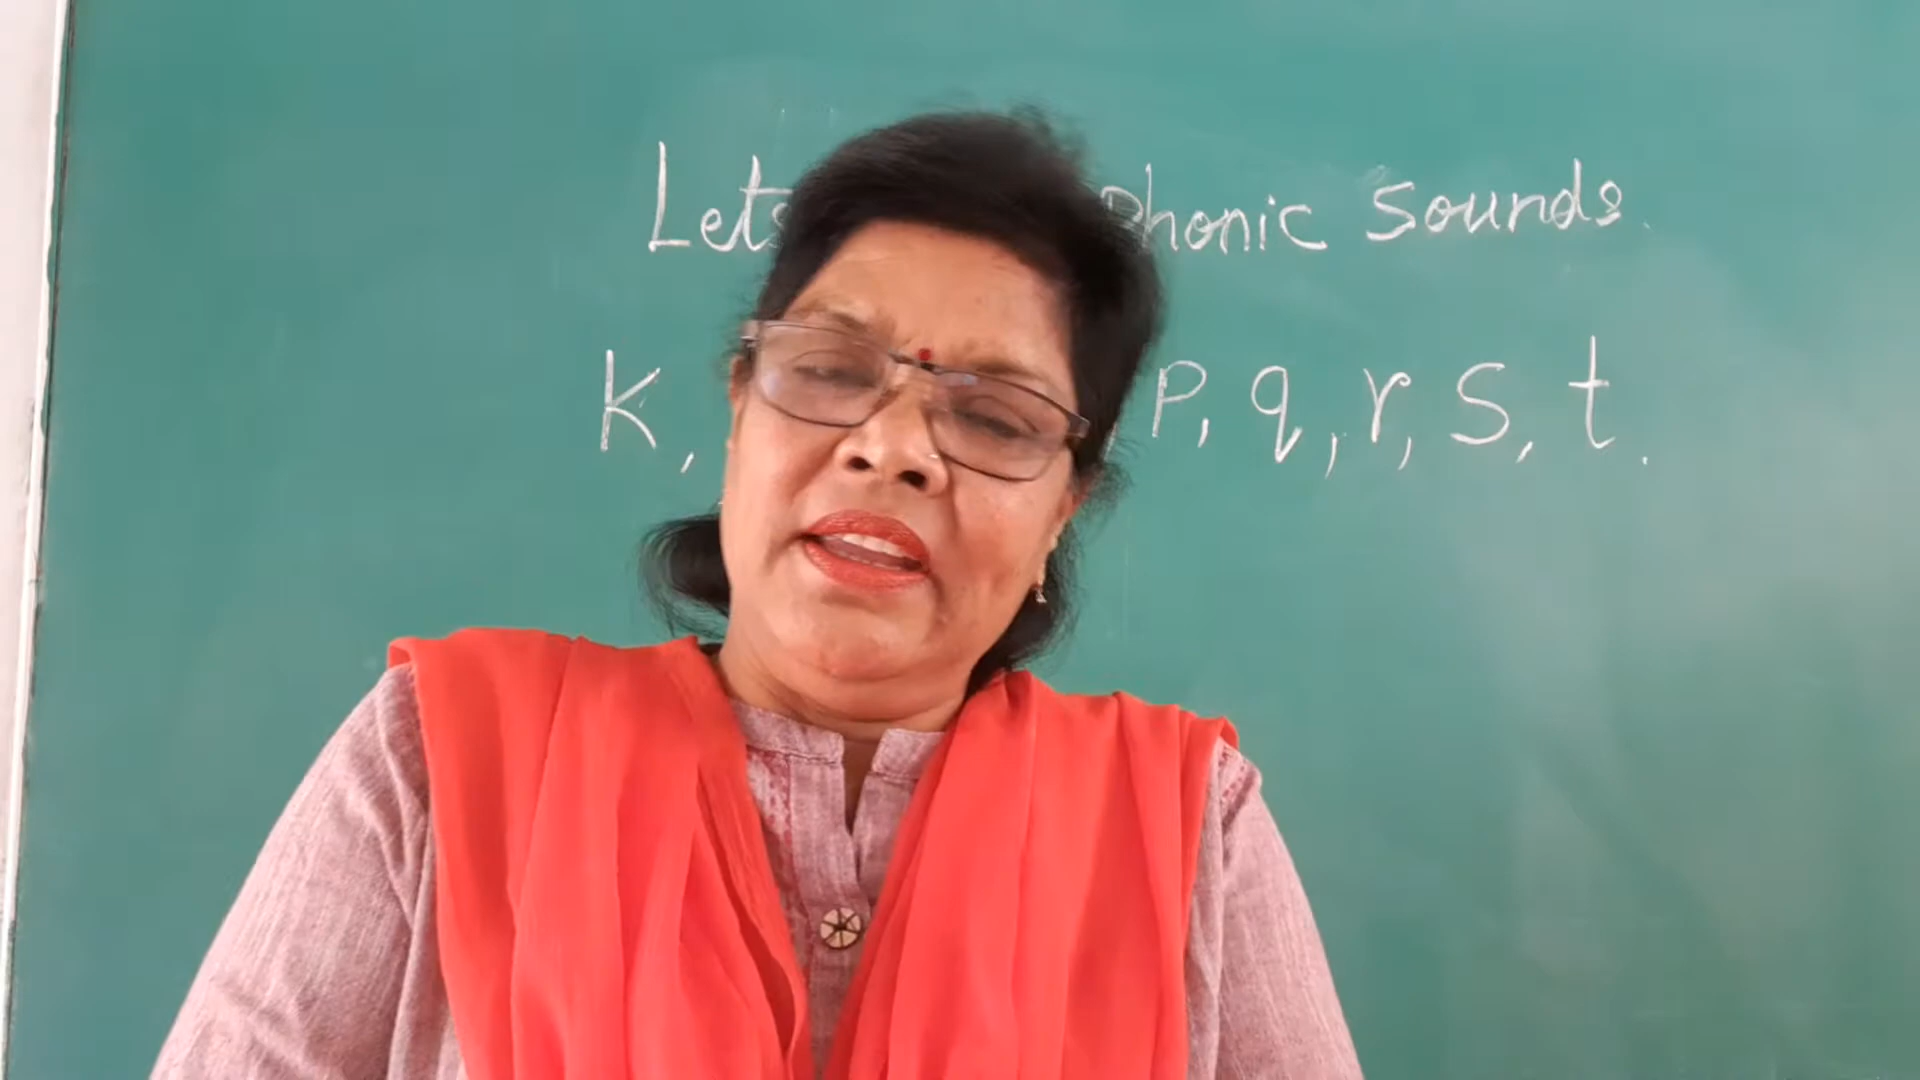 Lets Phonic Sounds.
K, P, q, r, S, t.